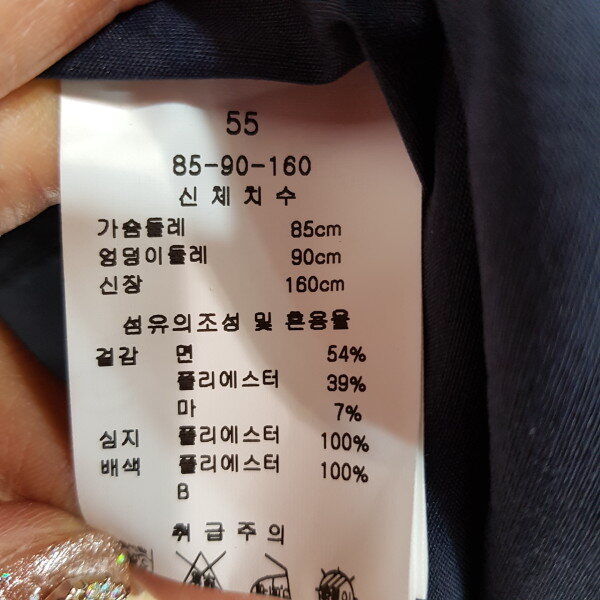 55
85-90-160
신체치수
가슴둘레 85cm
엉덩이둘레 90cm
신장 160cm
섬유의조성 및 혼용율
겉감 면 54%
폴리에스터 39%
마 7%
심지 폴리에스터 100%
배색 폴리에스터 100%
B
취급주의